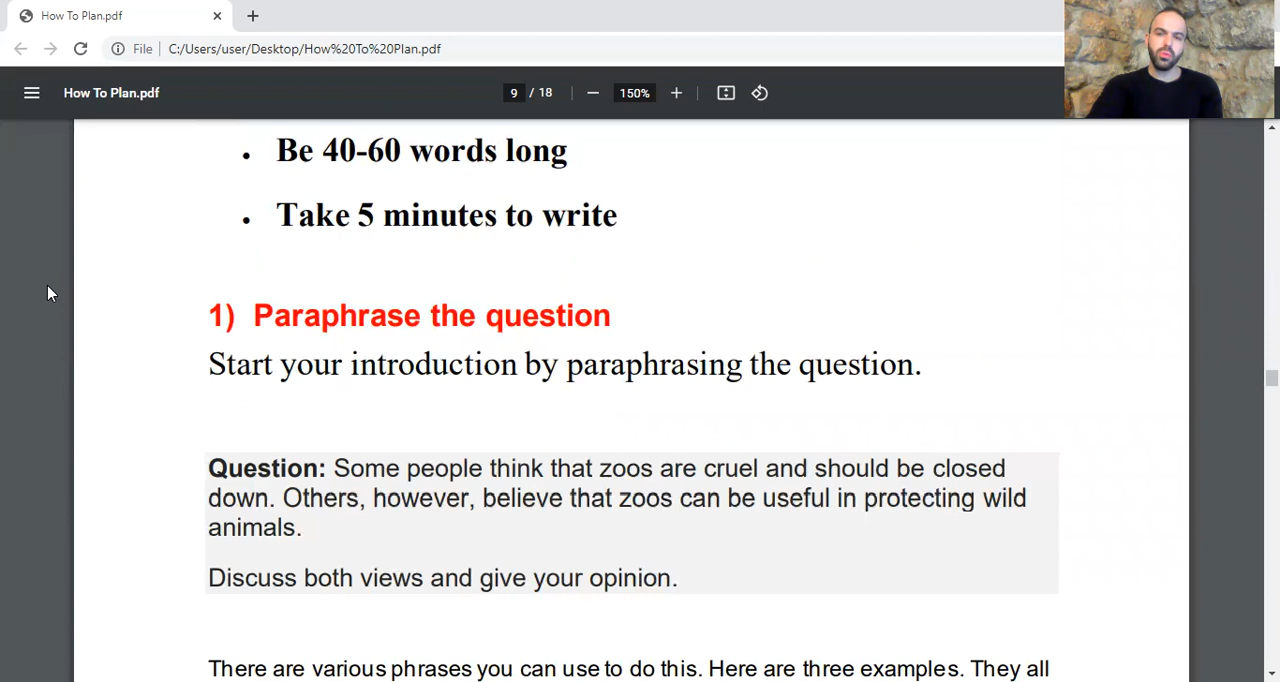 How To Plan.pdf
File
C:/Users/user/Desktop/How%20To%20Plan.pdf
How To Plan.pdf
9 / 18
150%
• Be 40-60 words long
• Take 5 minutes to write
1) Paraphrase the question
Start your introduction by paraphrasing the question.
Question: Some people think that zoos are cruel and should be closed
down. Others, however, believe that zoos can be useful in protecting wild
animals.
Discuss both views and give your opinion.
There are various phrases you can use to do this. Here are three examples. They all